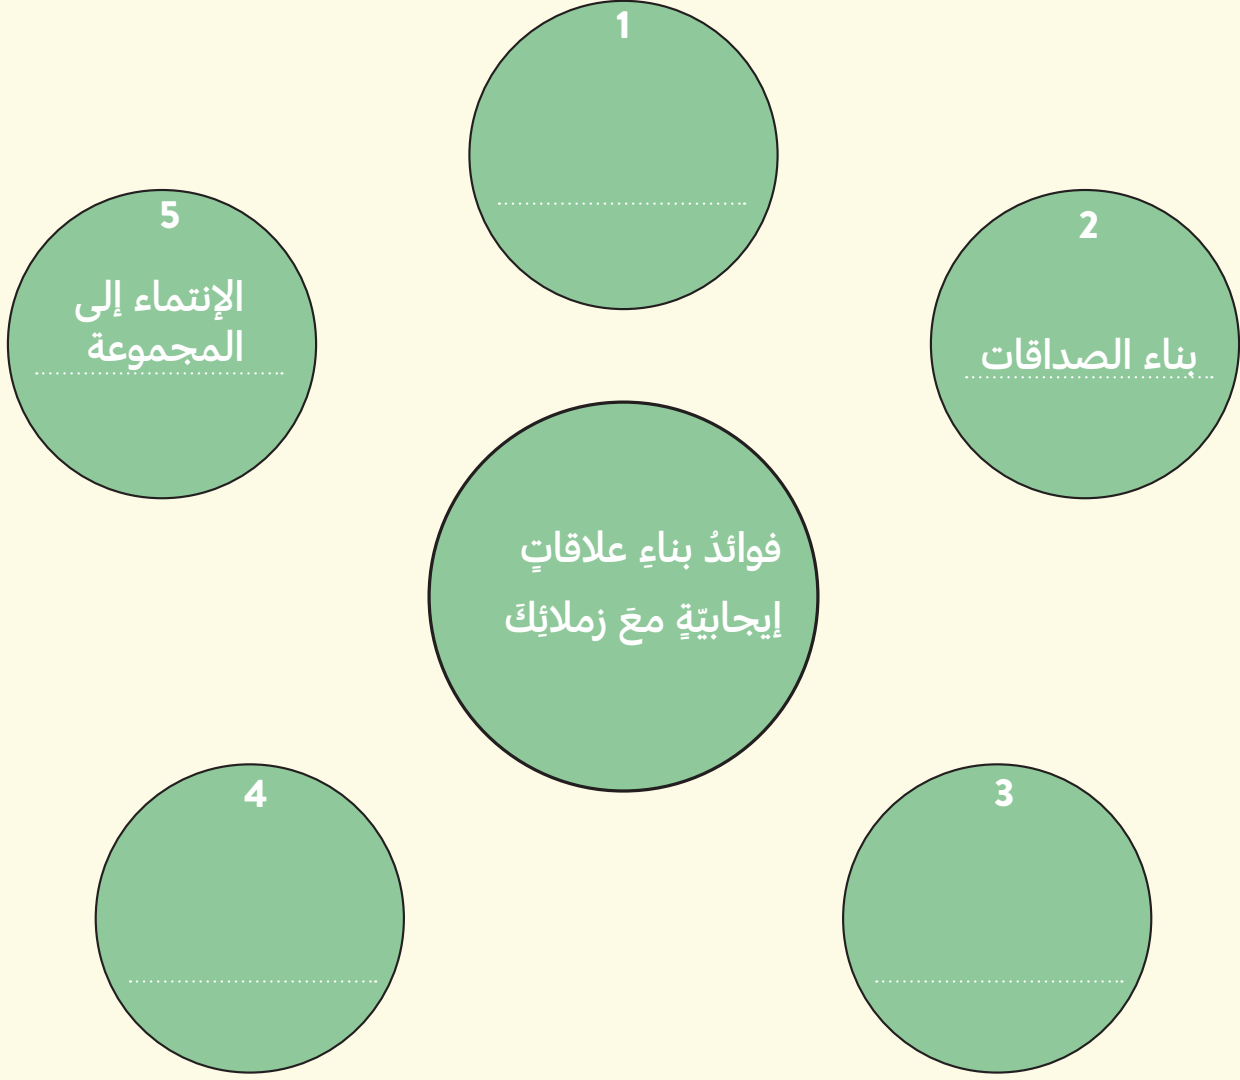 1
2
بناء الصداقات
3
4
5
الإنتماء إلى
المجموعة
فوائدُ بناءِ علاقاتٍ
إيجابيّةٍ معَ زملائِكَ